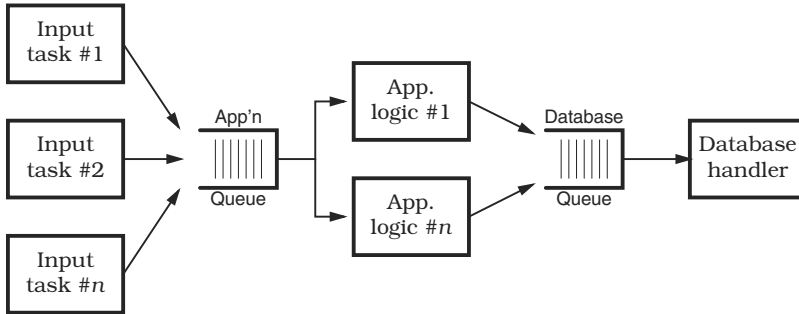 Input
task #1
Input
task #2
Input
task #n
App'n
Queue
App.
logic #1
App.
logic #n
Database
Queue
Database
handler